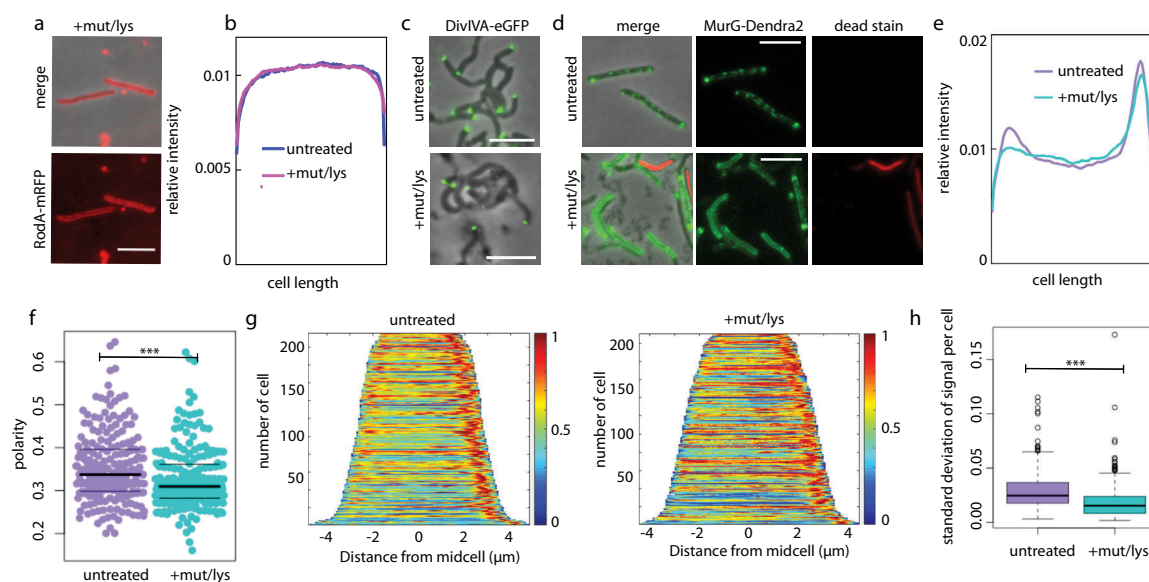 a
+mut/lys
merge
RodA-mRFP
b
relative intensity
0.01
0.005
0
untreated
+mut/lys
cell length
c
DivIVA-eGFP
untreated
+mut/lys
d
merge
MurG-Dendra2
dead stain
untreated
+mut/lys
e
relative intensity
0.02
0.01
0
untreated
+mut/lys
cell length
f
polarity
0.6
0.5
0.4
0.3
0.2
***
untreated
+mut/lys
g
untreated
number of cell
200
150
100
50
-4
-2
0
2
4
Distance from midcell (μm)
1
0.5
0
+mut/lys
number of cell
200
150
100
50
-4
-2
0
2
4
Distance from midcell (μm)
1
0.5
0
h
standard deviation of signal per cell
0.15
0.10
0.05
0.00
***
untreated
+mut/lys